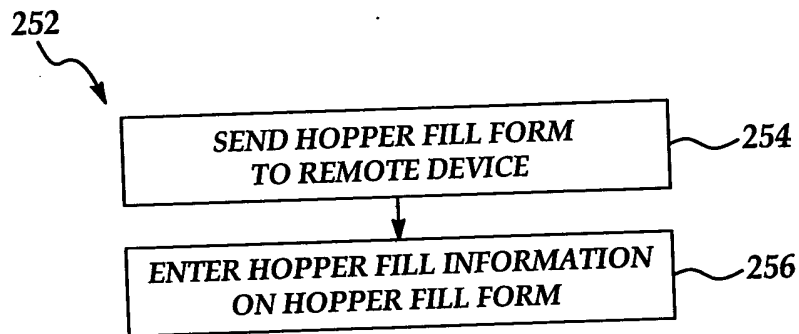 252
SEND HOPPER FILL FORM
TO REMOTE DEVICE
254
ENTER HOPPER FILL INFORMATION
ON HOPPER FILL FORM
256